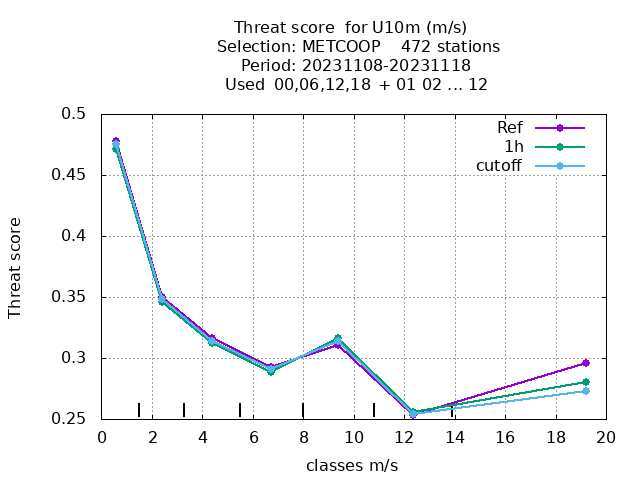 Threat score  for U10m (m/s)
Selection: METCOOP    472 stations
Period: 20231108-20231118
Used  00,06,12,18  + 01 02 ... 12
Ref
1h
cutoff
0.5
0.45
0.4
0.35
0.3
0.25
Threat score
0 2 4 6 8 10 12 14 16 18 20
classes m/s